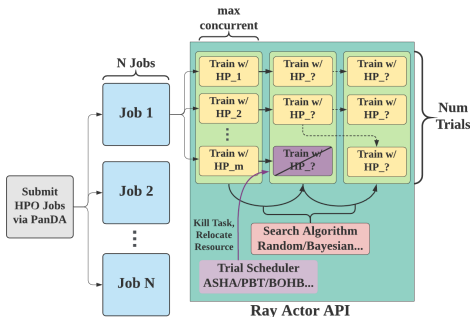 max
concurrent
N Jobs
Train w/
HP_1
Train w/
HP_?
Train w/
HP_?
Job 1
Train w/
HP_2
Train w/
HP_?
Train w/
HP_?
Num
Trials
Train w/
HP_m
Train w/
HP_?
Train w/
HP_?
Submit
HPO Jobs
via PanDA
Job 2
Kill Task,
Relocate
Resource
Search Algorithm
Random/Bayesian...
Trial Scheduler
ASHA/PBT/BOHB...
Job N
Ray Actor API